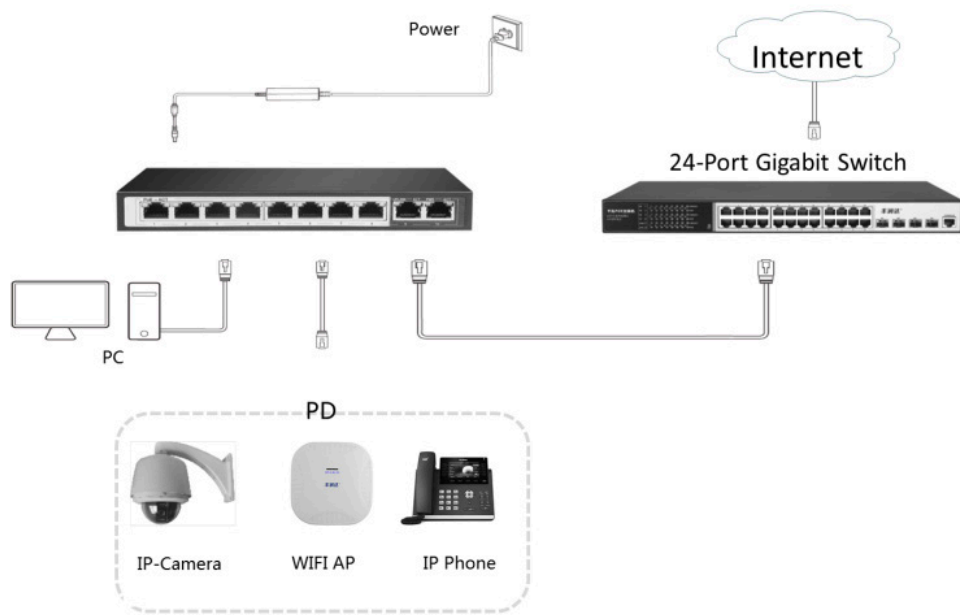 Power
Internet
24-Port Gigabit Switch
PC
PD
IP-Camera
WIFI AP
IP Phone